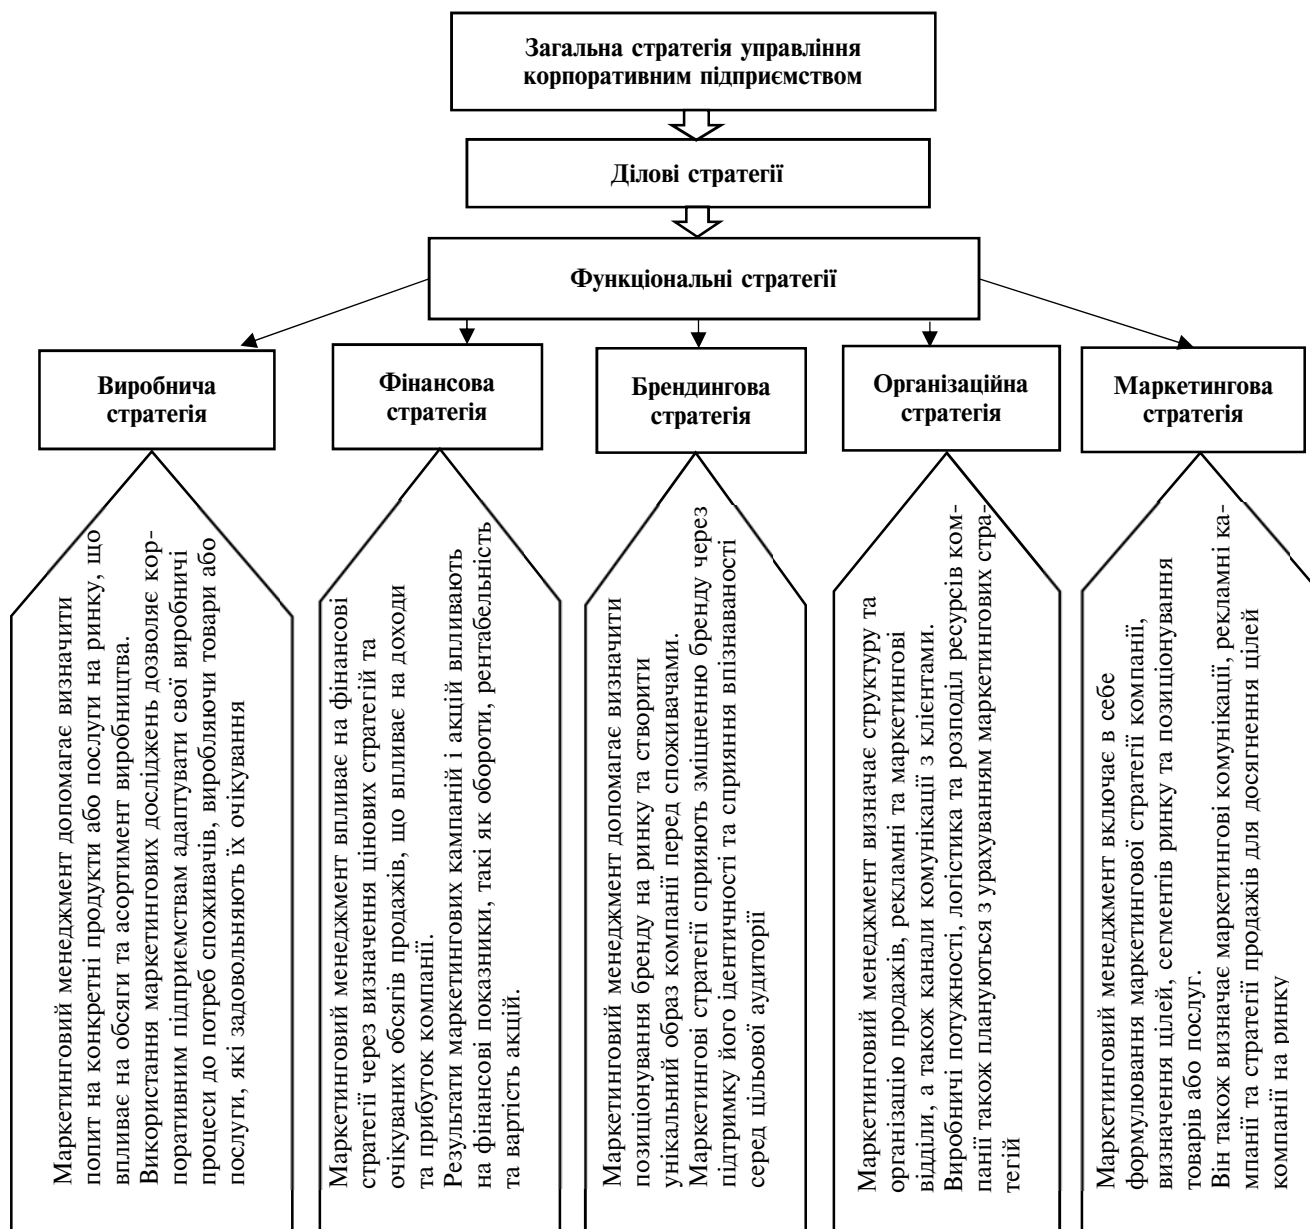 Загальна стратегія управління
корпоративним підприємством
Ділові стратегії
Функціональні стратегії
Виробнича
стратегія
Фінансова
стратегія
Брендингова
стратегія
Організаційна
стратегія
Маркетингова
стратегія
Маркетинговий менеджмент допомагає визначити
попит на конкретні продукти або послуги на ринку, що
впливає на обсяги та асортимент виробництва.
Використання маркетингових досліджень дозволяє кор-
поративним підприємствам адаптувати свої виробничі
процеси до потреб споживачів, виробляючи товари або
послуги, які задовольняють їх очікування
Маркетинговий менеджмент впливає на фінансові
стратегії через визначення цінових стратегій та
очікуваних обсягів продажів, що впливає на доходи
та прибуток компанії.
Результати маркетингових кампаній і акцій впливають
на фінансові показники, такі як обороти, рентабельність
та вартість акцій.
Маркетинговий менеджмент допомагає визначити
позиціонування бренду на ринку та створити
унікальний образ компанії перед споживачами.
Маркетингові стратегії сприяють зміцненню бренду через
підтримку його ідентичності та сприяння впізнаваності
серед цільової аудиторії
Маркетинговий менеджмент визначає структуру та
організацію продажів, рекламні та маркетингові
відділи, а також канали комунікації з клієнтами.
Виробничі потужності, логістика та розподіл ресурсів ком-
панії також плануються з урахуванням маркетингових стра-
тегій
Маркетинговий менеджмент включає в себе
формулювання маркетингової стратегії компанії,
визначення цілей, сегментів ринку та позиціонування
товарів або послуг.
Він також визначає маркетингові комунікації, рекламні ка-
мпанії та стратегії продажів для досягнення цілей
компанії на ринку